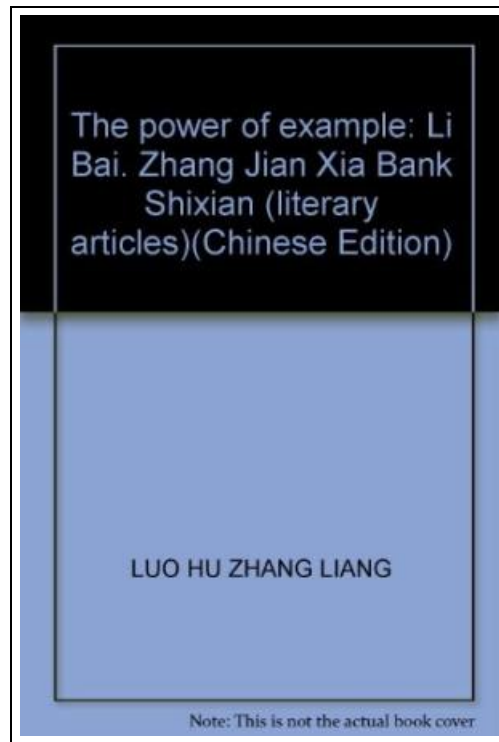 The power of example: Li
Bai. Zhang Jian Xia Bank
Shixian (literary
articles)(Chinese Edition)
LUO HU ZHANG LIANG
Note: This is not the actual book cover